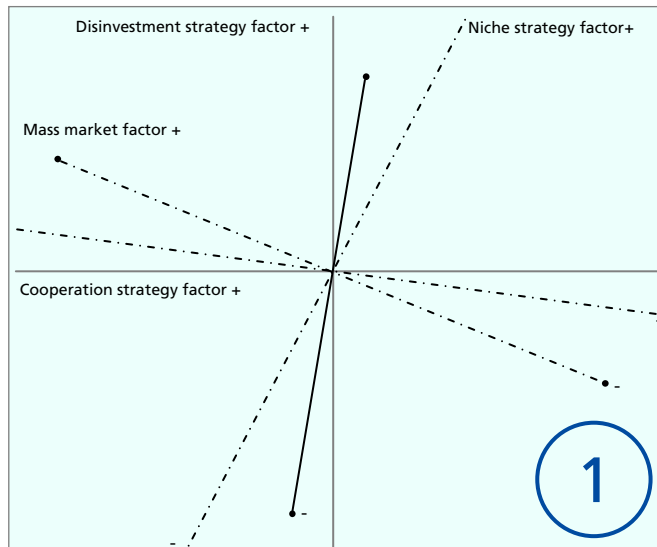 Disinvestment strategy factor +
Niche strategy factor+
Mass market factor +
Cooperation strategy factor +
-
-
-
1